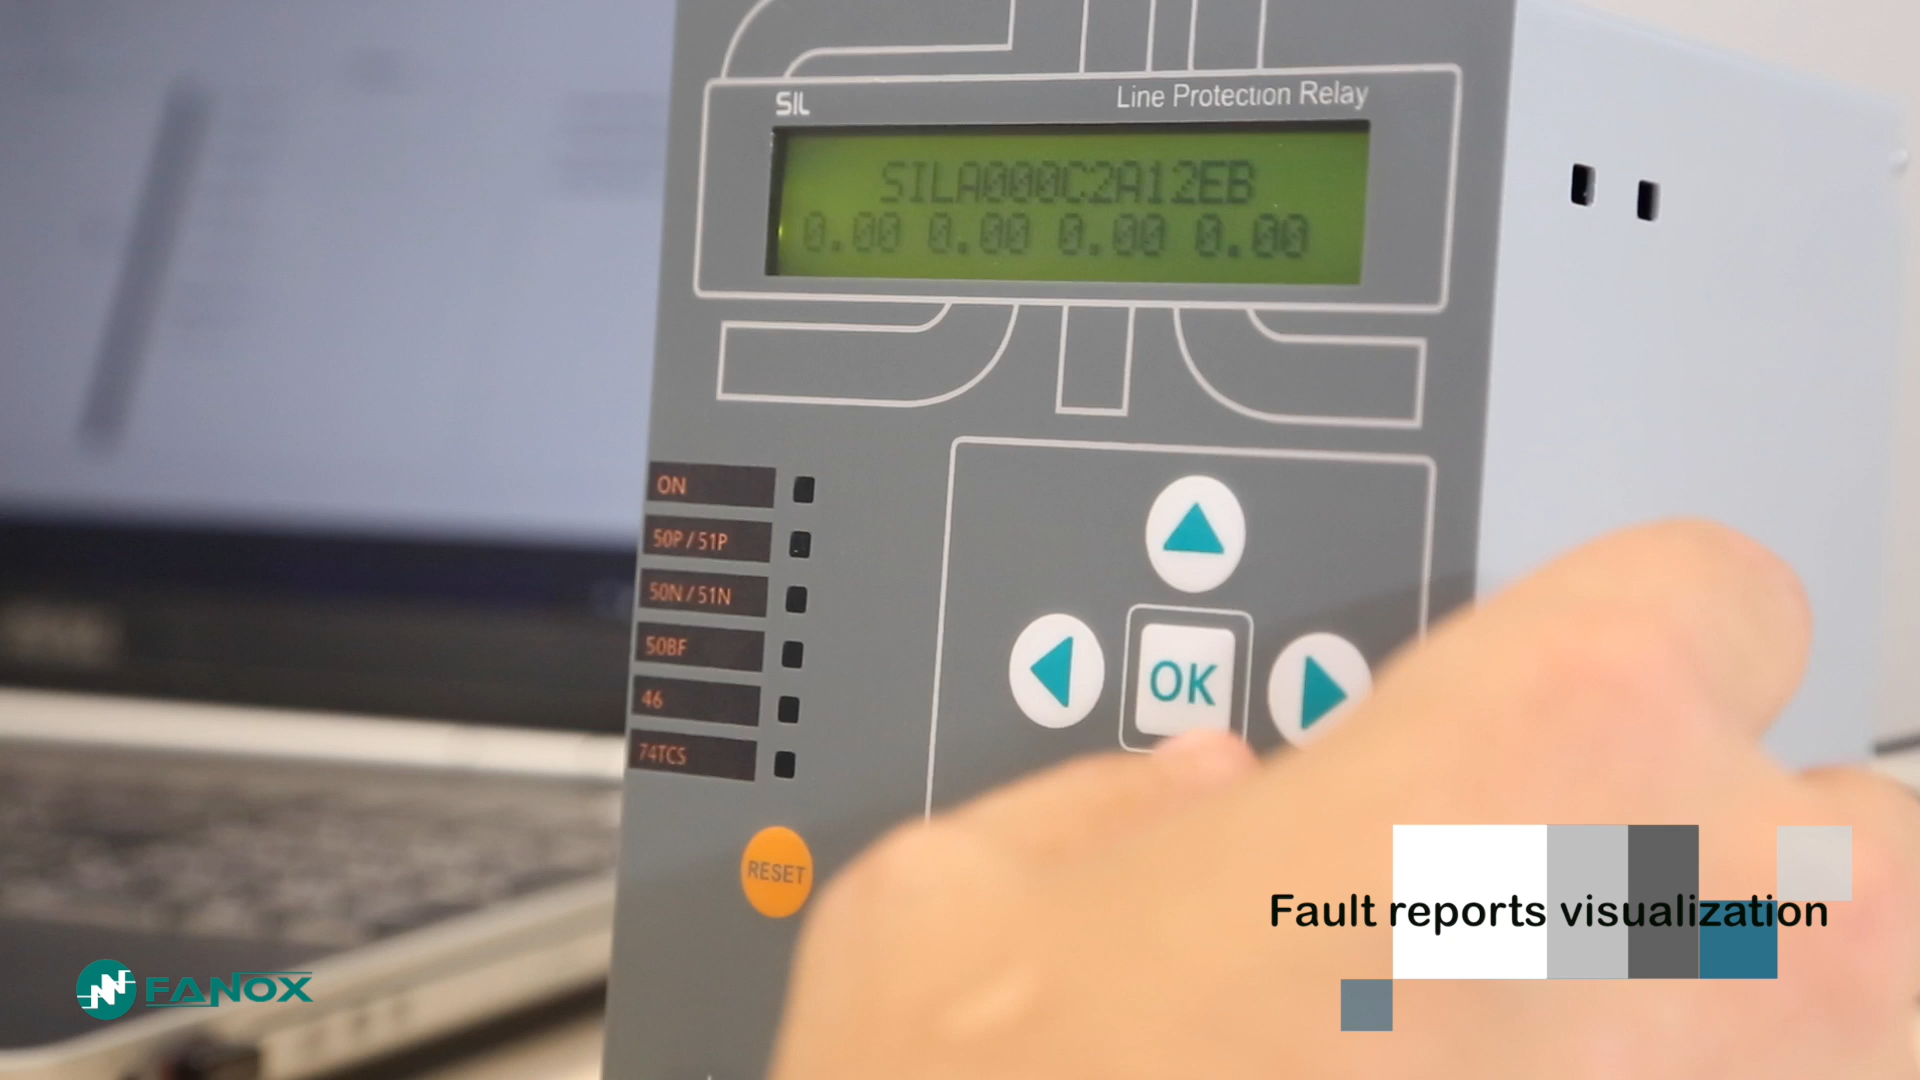 SIL
Line Protection Relay
SILA000C2A12EB
0.00 0.00 0.00 0.00
ON
50P / 51P
50N / 51N
50BF
46
74TCS
OK
RESET
Fault reports visualization
FANOX